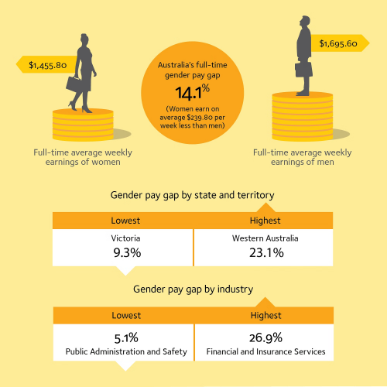 $1,455.80
Australia's full-time
gender pay gap
14.1%
(Women earn on
average $239.80 per
week less than men)
$1,695.60
Full-time average weekly
earnings of women
Full-time average weekly
earnings of men
Gender pay gap by state and territory
Lowest
Highest
Victoria
9.3%
Western Australia
23.1%
Gender pay gap by industry
Lowest
Highest
5.1%
Public Administration and Safety
26.9%
Financial and Insurance Services